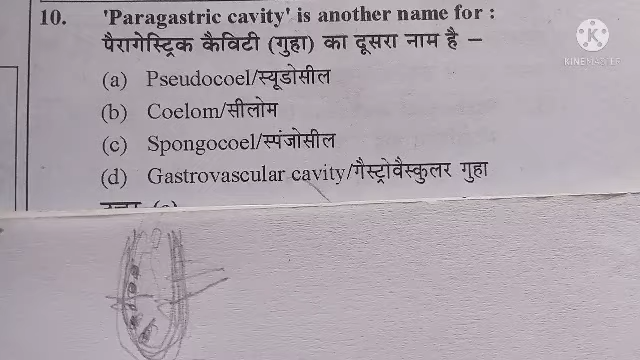 10. 'Paragastric cavity' is another name for :
पैरागेस्ट्रिक कैविटी (गुहा) का दूसरा नाम है –
(a) Pseudocoel/स्यूडोसील
(b) Coelom/सीलोम
(c) Spongocoel/स्पंजोसील
(d) Gastrovascular cavity/गैस्ट्रोवैस्कुलर गुहा
KINEMASTER